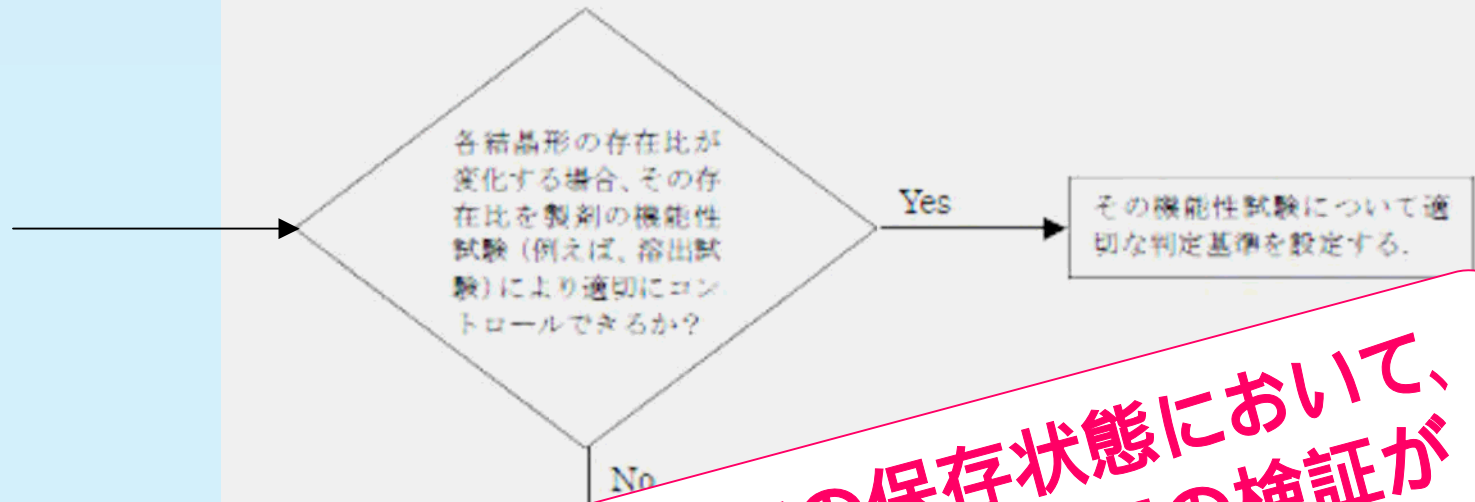 各結晶形の存在比が
変化する場合、その存
在比を製剤の機能性
試験（例えば、溶出試
験）により適切にコン
トロールできるか？
Yes
その機能性試験について適
切な判定基準を設定する.
No
の保存状態において、
の検証が